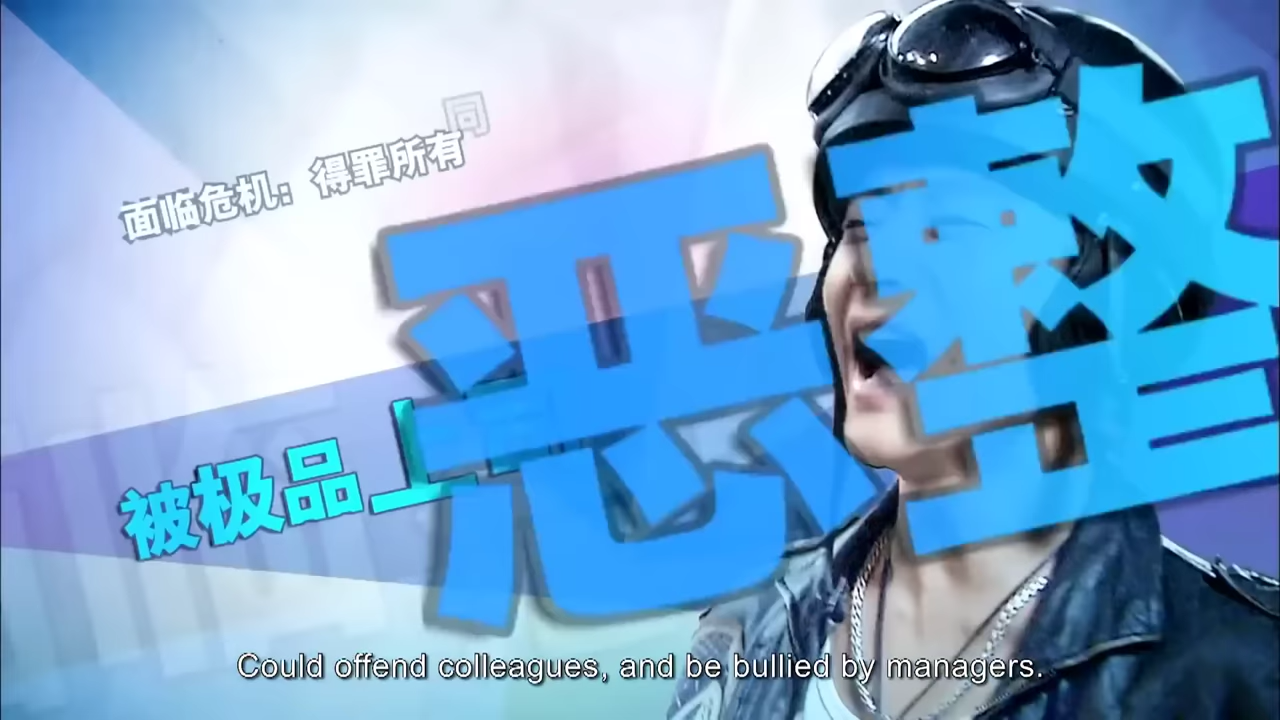 面临危机：得罪所有同
被极品上
恶整
Could offend colleagues, and be bullied by managers.